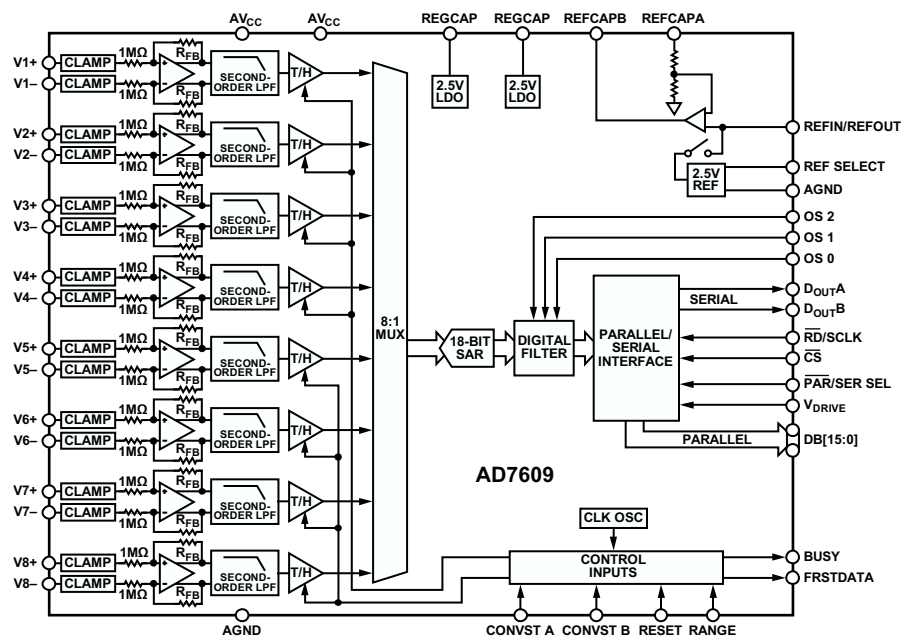 AVCC
AVCC
REGCAP
REGCAP
REFCAPB
REFCAPA
V1+
CLAMP
1MΩ
RFB
V1–
CLAMP
1MΩ
RFB
SECOND-
ORDER LPF
T/H
V2+
CLAMP
1MΩ
RFB
V2–
CLAMP
1MΩ
RFB
SECOND-
ORDER LPF
T/H
V3+
CLAMP
1MΩ
RFB
V3–
CLAMP
1MΩ
RFB
SECOND-
ORDER LPF
T/H
V4+
CLAMP
1MΩ
RFB
V4–
CLAMP
1MΩ
RFB
SECOND-
ORDER LPF
T/H
V5+
CLAMP
1MΩ
RFB
V5–
CLAMP
1MΩ
RFB
SECOND-
ORDER LPF
T/H
V6+
CLAMP
1MΩ
RFB
V6–
CLAMP
1MΩ
RFB
SECOND-
ORDER LPF
T/H
V7+
CLAMP
1MΩ
RFB
V7–
CLAMP
1MΩ
RFB
SECOND-
ORDER LPF
T/H
V8+
CLAMP
1MΩ
RFB
V8–
CLAMP
1MΩ
RFB
SECOND-
ORDER LPF
T/H
8:1
MUX
2.5V
LDO
2.5V
LDO
REFIN/REFOUT
2.5V
REF
REF SELECT
AGND
OS 2
OS 1
OS 0
18-BIT
SAR
DIGITAL
FILTER
PARALLEL/
SERIAL
INTERFACE
SERIAL
DOUTA
DOUTB
RD/SCLK
CS
PAR/SER SEL
VDRIVE
PARALLEL
DB[15:0]
AD7609
CLK OSC
CONTROL
INPUTS
BUSY
FRSTDATA
AGND
CONVST A
CONVST B
RESET
RANGE